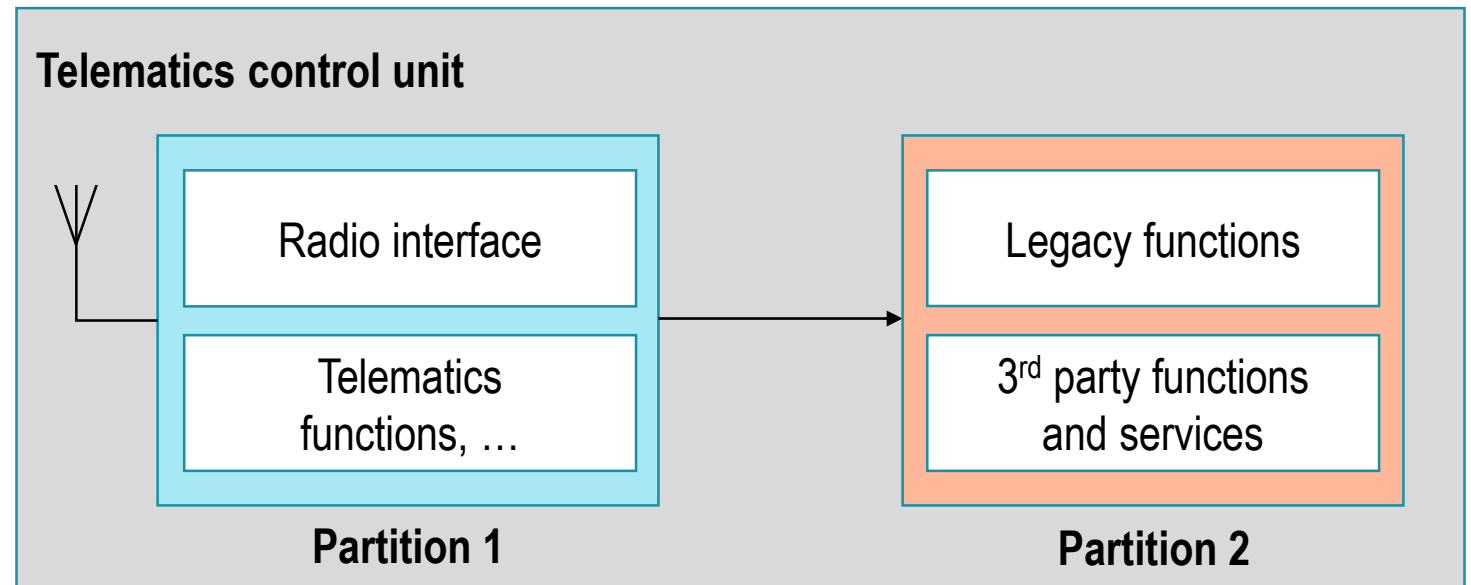 Telematics control unit
Radio interface
Telematics
functions, …
Partition 1
Legacy functions
3rd party functions
and services
Partition 2